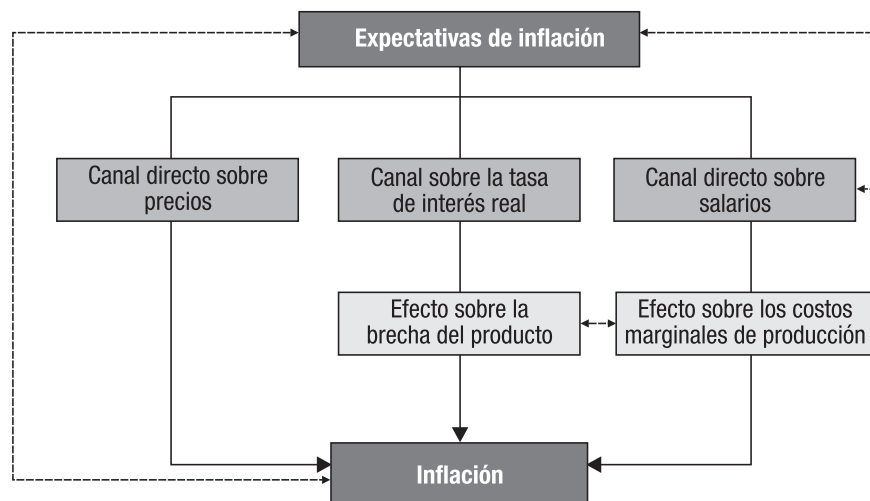 Expectativas de inflación
Canal directo sobre
precios
Canal sobre la tasa
de interés real
Canal directo sobre
salarios
Efecto sobre la
brecha del producto
Efecto sobre los costos
marginales de producción
Inflación